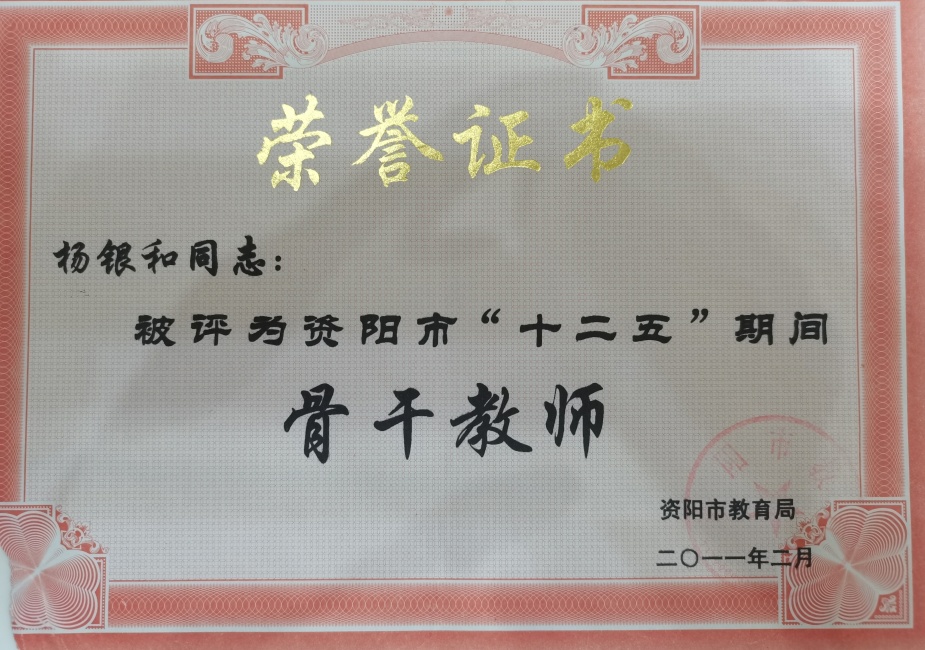 荣誉证书
杨银和同志：
被评为资阳市“十二五”期间
骨干教师
资阳市教育局
二〇一一年二月